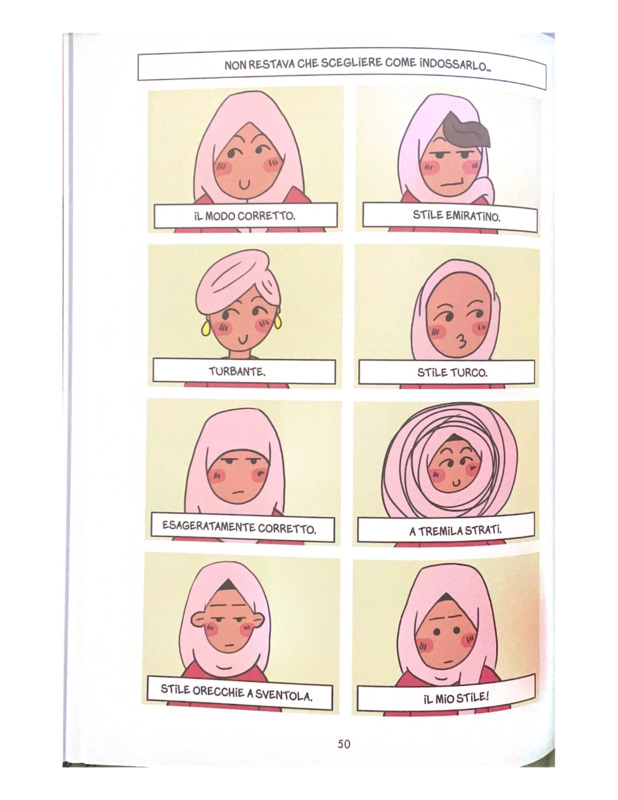 NON RESTAVA CHE SCEGLIERE COME INDOSSARLO...
IL MODO CORRETTO.
STILE EMIRATINO.
TURBANTE.
STILE TURCO.
ESAGERATAMENTE CORRETTO.
A TREMILA STRATI.
STILE ORECCHIE A SVENTOLA.
IL MIO STILE!
50